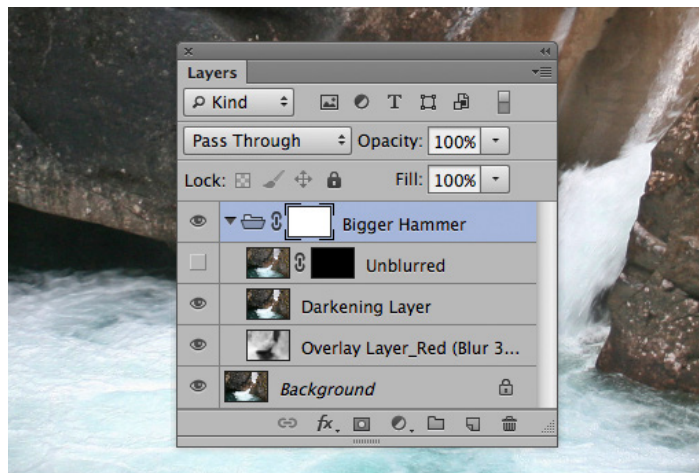 Layers
Kind T
Pass Through Opacity: 100%
Lock: Fill: 100%
Bigger Hammer
Unblurred
Darkening Layer
Overlay Layer_Red (Blur 3...
Background
fx